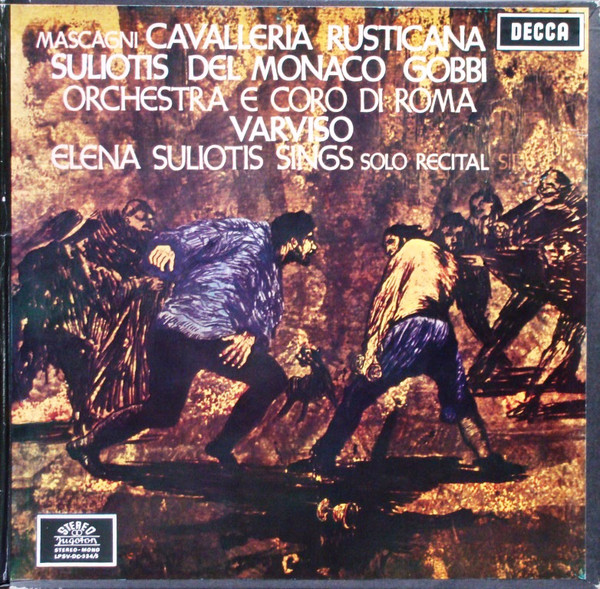 DECCA
MASCAGNI CAVALLERIA RUSTICANA
SULIOTIS DEL MONACO GOBBI
ORCHESTRA E CORO DI ROMA
VARVISO
ELENA SULIOTIS SINGS SOLO RECITAL
STEREO
Jugoton
STEREO-MONO